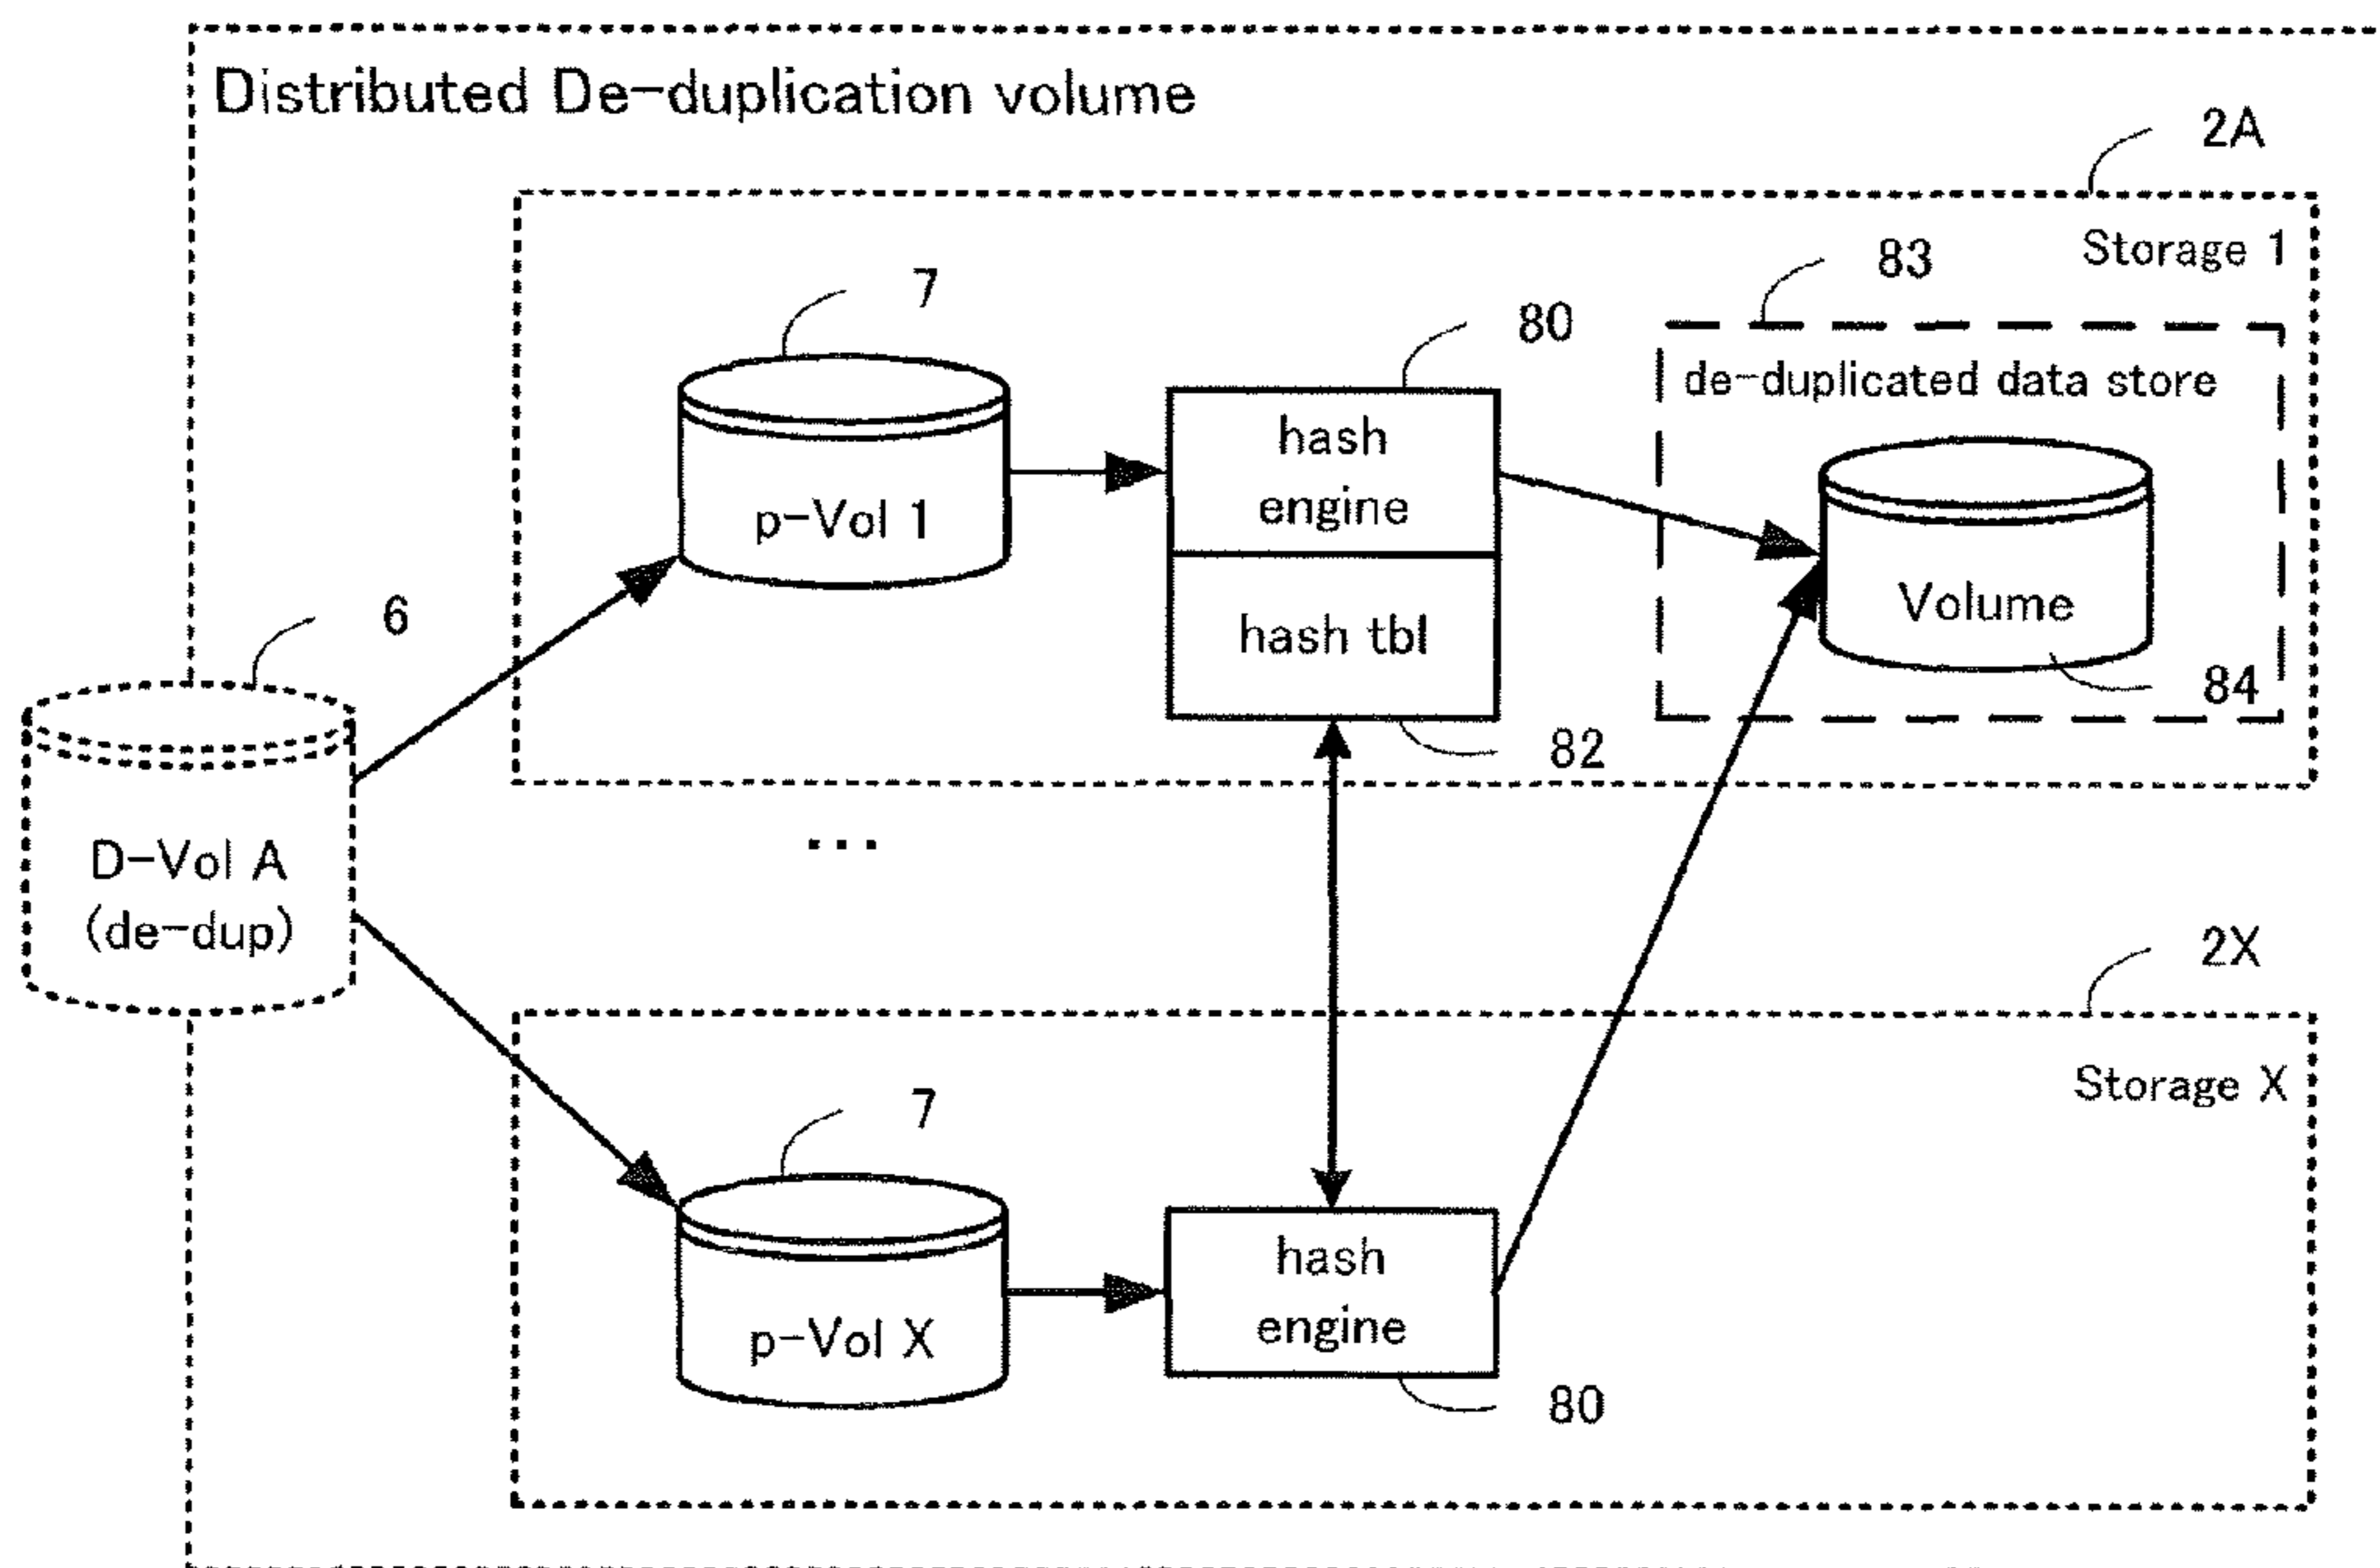 Distributed De-duplication volume
2A
Storage 1
83
7
80
de-duplicated data store
hash
engine
p-Vol 1
Volume
hash tbl
6
84
82
D-Vol A
(de-dup)
...
2X
Storage X
7
hash
engine
p-Vol X
80